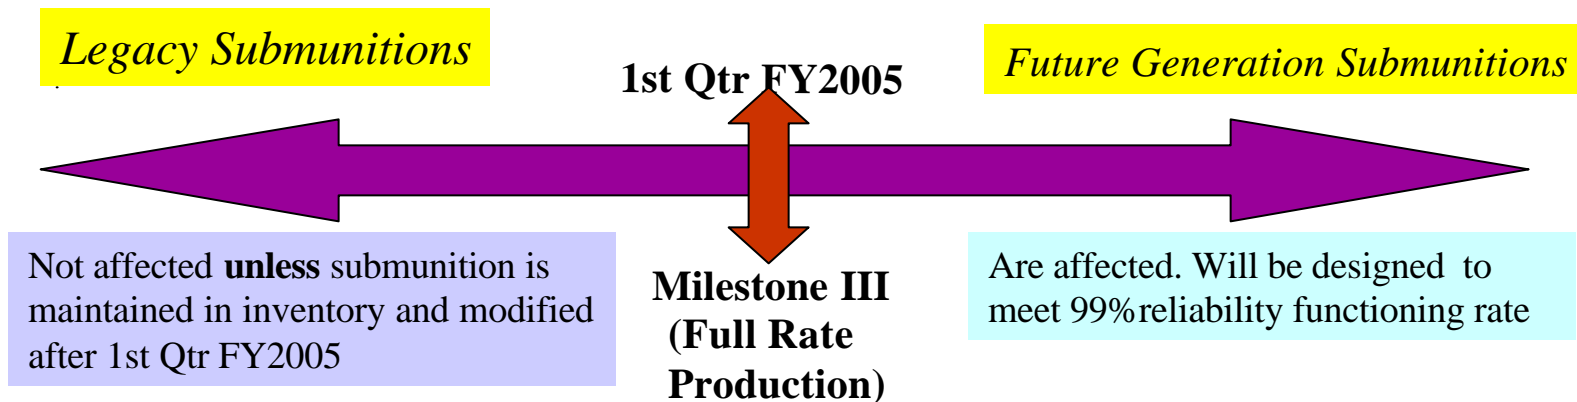 Legacy Submunitions
1st Qtr FY2005
Future Generation Submunitions
Not affected unless submunition is
maintained in inventory and modified
after 1st Qtr FY2005
Milestone III
(Full Rate
Production)
Are affected. Will be designed to
meet 99% reliability functioning rate